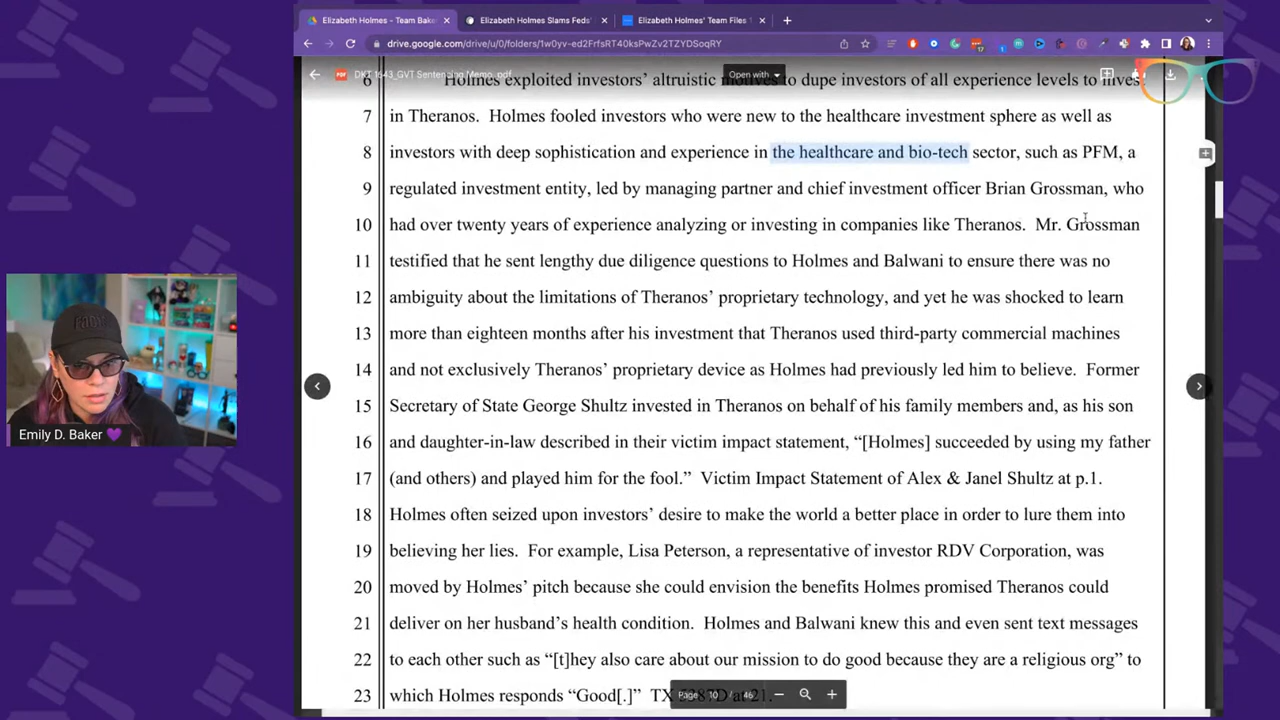 Elizabeth Holmes - Team Bake
Elizabeth Holmes Slams Feds'
Elizabeth Holmes' Team Files 1
drive.google.com/drive/u/0/folders/1w0yv-ed2FrfsRT40ksPwZv2TZYDSoqRY
DKT 1643_GVT Sentencing Memo.pdf
Open with
6 Holmes exploited investors' altruistic motives to dupe investors of all experience levels to inves
7 in Theranos. Holmes fooled investors who were new to the healthcare investment sphere as well as
8 investors with deep sophistication and experience in the healthcare and bio-tech sector, such as PFM, a
9 regulated investment entity, led by managing partner and chief investment officer Brian Grossman, who
10 had over twenty years of experience analyzing or investing in companies like Theranos. Mr. Grossman
11 testified that he sent lengthy due diligence questions to Holmes and Balwani to ensure there was no
12 ambiguity about the limitations of Theranos' proprietary technology, and yet he was shocked to learn
13 more than eighteen months after his investment that Theranos used third-party commercial machines
14 and not exclusively Theranos' proprietary device as Holmes had previously led him to believe. Former
15 Secretary of State George Shultz invested in Theranos on behalf of his family members and, as his son
16 and daughter-in-law described in their victim impact statement, “[Holmes] succeeded by using my father
17 (and others) and played him for the fool.” Victim Impact Statement of Alex & Janel Shultz at p.1.
18 Holmes often seized upon investors' desire to make the world a better place in order to lure them into
19 believing her lies. For example, Lisa Peterson, a representative of investor RDV Corporation, was
20 moved by Holmes' pitch because she could envision the benefits Holmes promised Theranos could
21 deliver on her husband's health condition. Holmes and Balwani knew this and even sent text messages
22 to each other such as “[t]hey also care about our mission to do good because they are a religious org” to
23 which Holmes responds “Good[.]” TX
Page 10 / 46
Emily D. Baker 💜